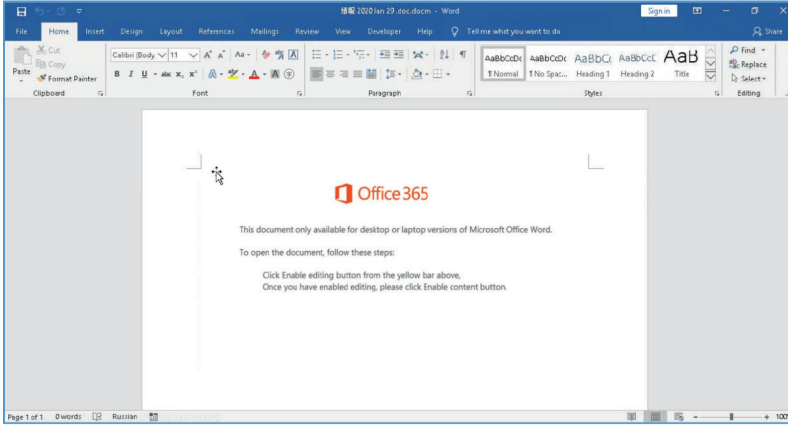 情報 2020 Jan 29.doc.docm - Word
Sign in
File Home Insert Design Layout References Mailings Review View Developer Help Tell me what you want to do Share
Paste
Cut
Copy
Format Painter
Clipboard
Calibri (Body 11
Font
Paragraph
AaBbCcDc AaBbCcDc AaBbCc AaBbCcC AaB
¶ Normal ¶ No Spac... Heading 1 Heading 2 Title
Styles
Find
Replace
Select
Editing
Office 365
This document only available for desktop or laptop versions of Microsoft Office Word.
To open the document, follow these steps:
Click Enable editing button from the yellow bar above,
Once you have enabled editing, please click Enable content button.
Page 1 of 1 0 words Russian 100%